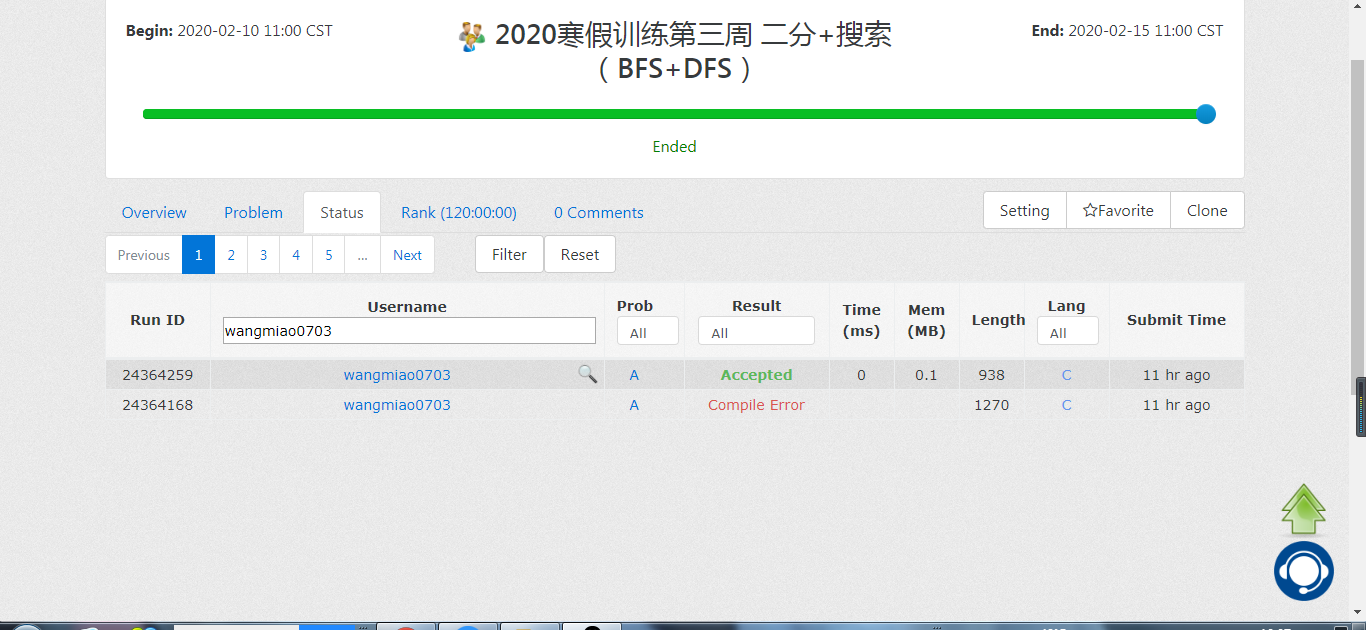 Begin: 2020-02-10 11:00 CST
2020寒假训练第三周 二分+搜索
（BFS+DFS）
End: 2020-02-15 11:00 CST
Ended
Overview Problem Status Rank (120:00:00) 0 Comments Setting ☆Favorite Clone
Previous 1 2 3 4 5 ... Next Filter Reset
Run ID Username Prob Result Time (ms) Mem (MB) Length Lang Submit Time
wangmiao0703 All All All
24364259 wangmiao0703 A Accepted 0 0.1 938 C 11 hr ago
24364168 wangmiao0703 A Compile Error 1270 C 11 hr ago